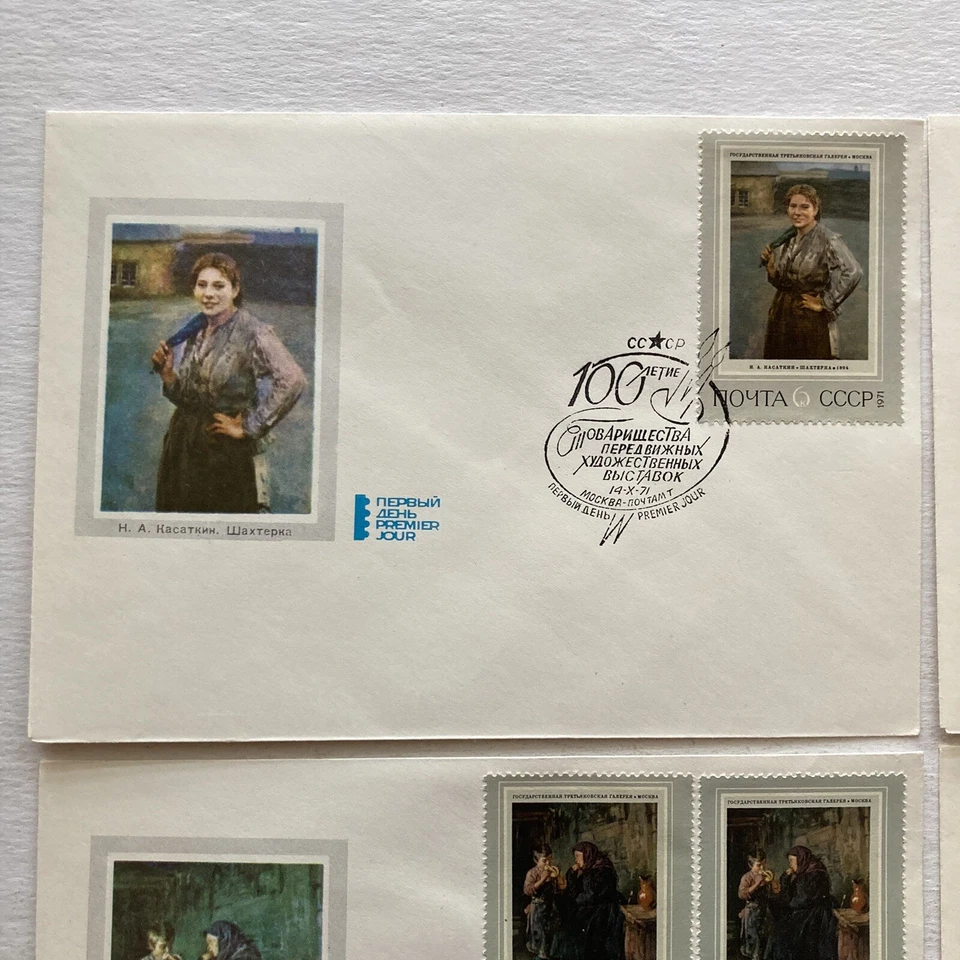 ГОСУДАРСТВЕННАЯ ТРЕТЬЯКОВСКАЯ ГАЛЕРЕЯ • МОСКВА
Н. А. КАСАТКИН • ШАХТЕРКА • 1894
ПОЧТА 6 СССР 1971
СССР
100 ЛЕТИЕ
ТОВАРИЩЕСТВА
ПЕРЕДВИЖНЫХ
ХУДОЖЕСТВЕННЫХ
ВЫСТАВОК
14-X-71
МОСКВА-ПОЧТАМТ
ПЕРВЫЙ ДЕНЬ PREMIER JOUR
Н. А. Касаткин. Шахтерка
ПЕРВЫЙ
ДЕНЬ
PREMIER
JOUR
ГОСУДАРСТВЕННАЯ ТРЕТЬЯКОВСКАЯ ГАЛЕРЕЯ • МОСКВА
ГОСУДАРСТВЕННАЯ ТРЕТЬЯКОВСКАЯ ГАЛЕРЕЯ • МОСКВА